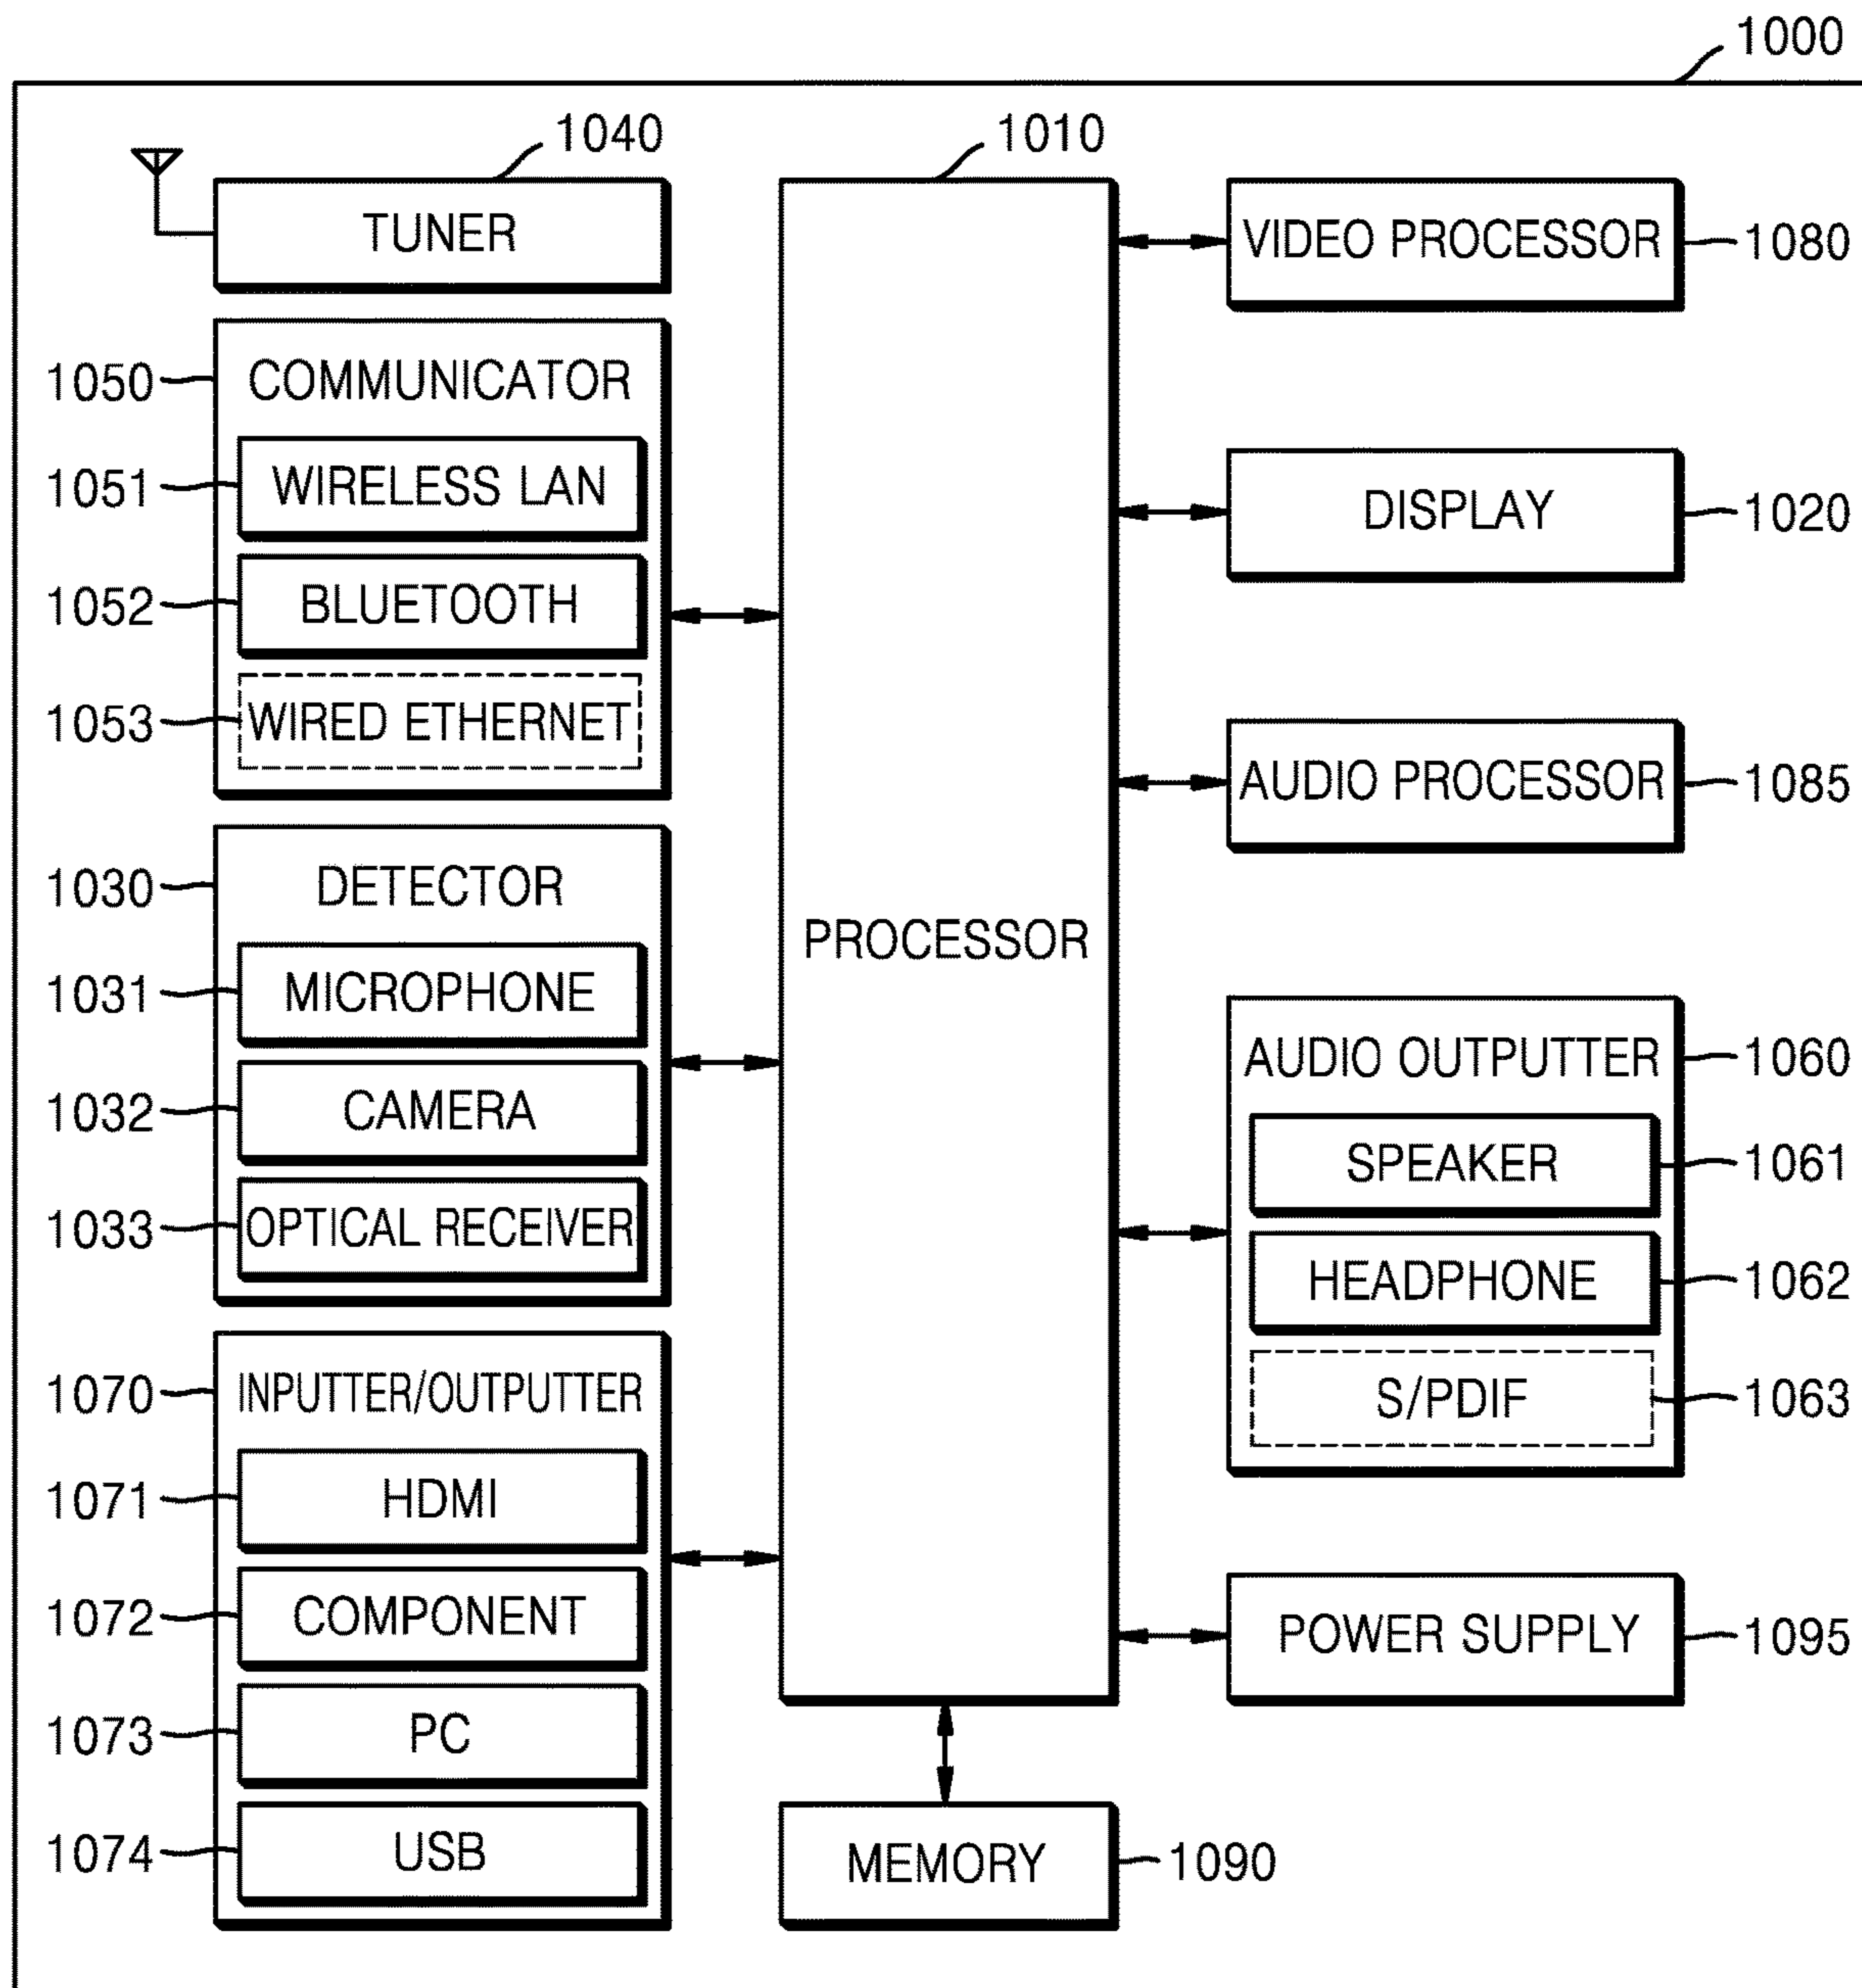 1000
1040
TUNER
1050
COMMUNICATOR
1051
WIRELESS LAN
1052
BLUETOOTH
1053
WIRED ETHERNET
1030
DETECTOR
1031
MICROPHONE
1032
CAMERA
1033
OPTICAL RECEIVER
1070
INPUTTER/OUTPUTTER
1071
HDMI
1072
COMPONENT
1073
PC
1074
USB
1010
PROCESSOR
MEMORY
1090
VIDEO PROCESSOR
1080
DISPLAY
1020
AUDIO PROCESSOR
1085
AUDIO OUTPUTTER
1060
SPEAKER
1061
HEADPHONE
1062
S/PDIF
1063
POWER SUPPLY
1095